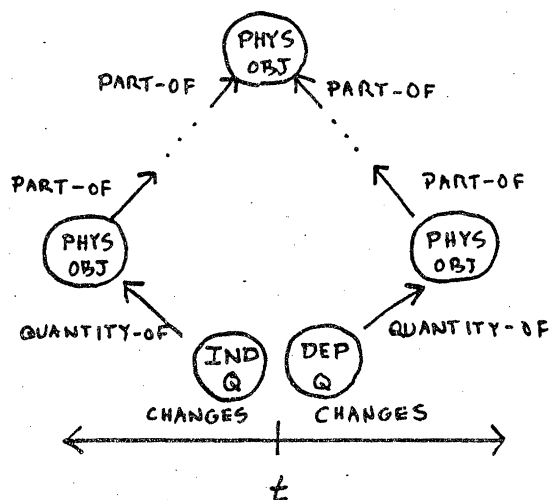 PHYS
OBJ
PART-OF
PART-OF
PART-OF
PART-OF
PHYS
OBJ
PHYS
OBJ
QUANTITY-OF
QUANTITY-OF
IND
Q
DEP
Q
CHANGES
CHANGES
t